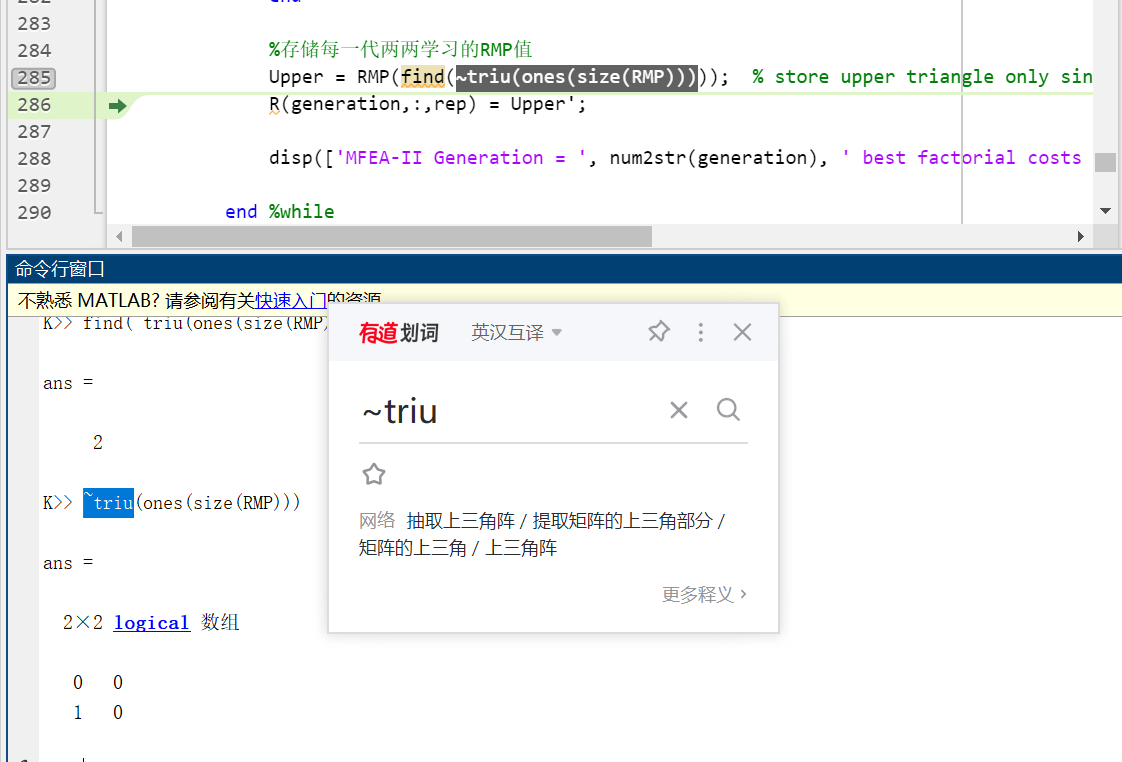 283
284 %存储每一代两两学习的RMP值
285 Upper = RMP(find(~triu(ones(size(RMP))))); % store upper triangle only sin
286 R(generation,:,rep) = Upper';
287
288 disp(['MFEA-II Generation = ', num2str(generation), ' best factorial costs
289
290 end %while
命令行窗口
不熟悉 MATLAB? 请参阅有关快速入门的资源
K>> find( triu(ones(size(RMP)
ans =
2
K>> ~triu(ones(size(RMP)))
ans =
2×2 logical 数组
0 0
1 0
有道划词 英汉互译
~triu
网络 抽取上三角阵 / 提取矩阵的上三角部分 /
矩阵的上三角 / 上三角阵
更多释义 ›